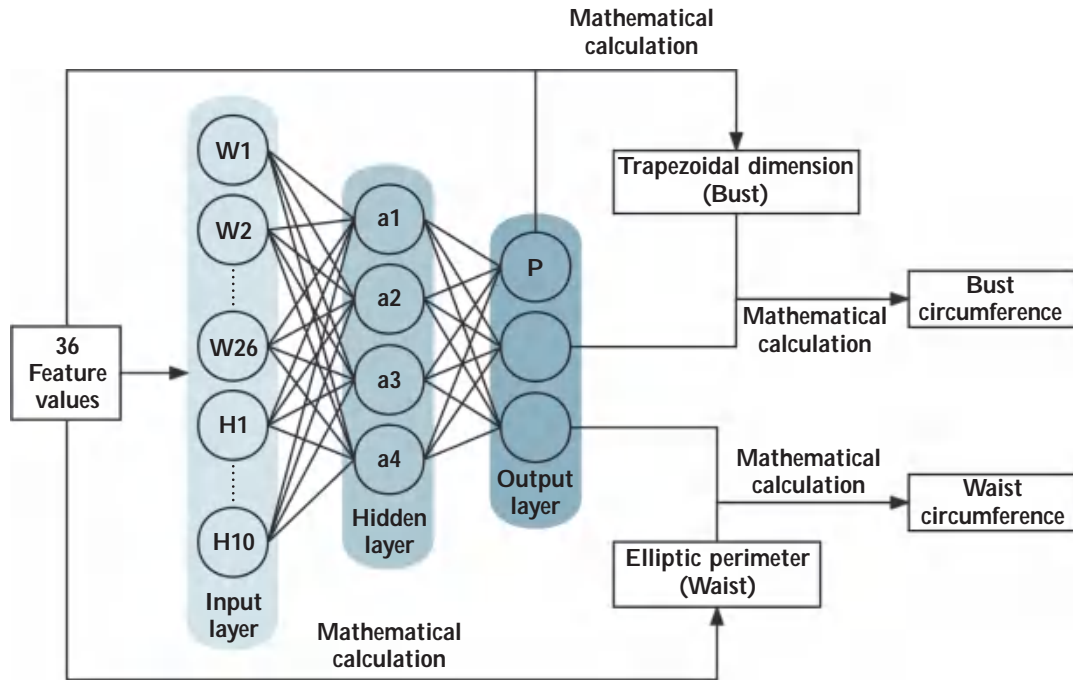 Mathematical
calculation
W1
W2
W26
H1
H10
Input
layer
a1
a2
a3
a4
Hidden
layer
P
Output
layer
36
Feature
values
Trapezoidal dimension
(Bust)
Mathematical
calculation
Bust
circumference
Mathematical
calculation
Waist
circumference
Elliptic perimeter
(Waist)
Mathematical
calculation